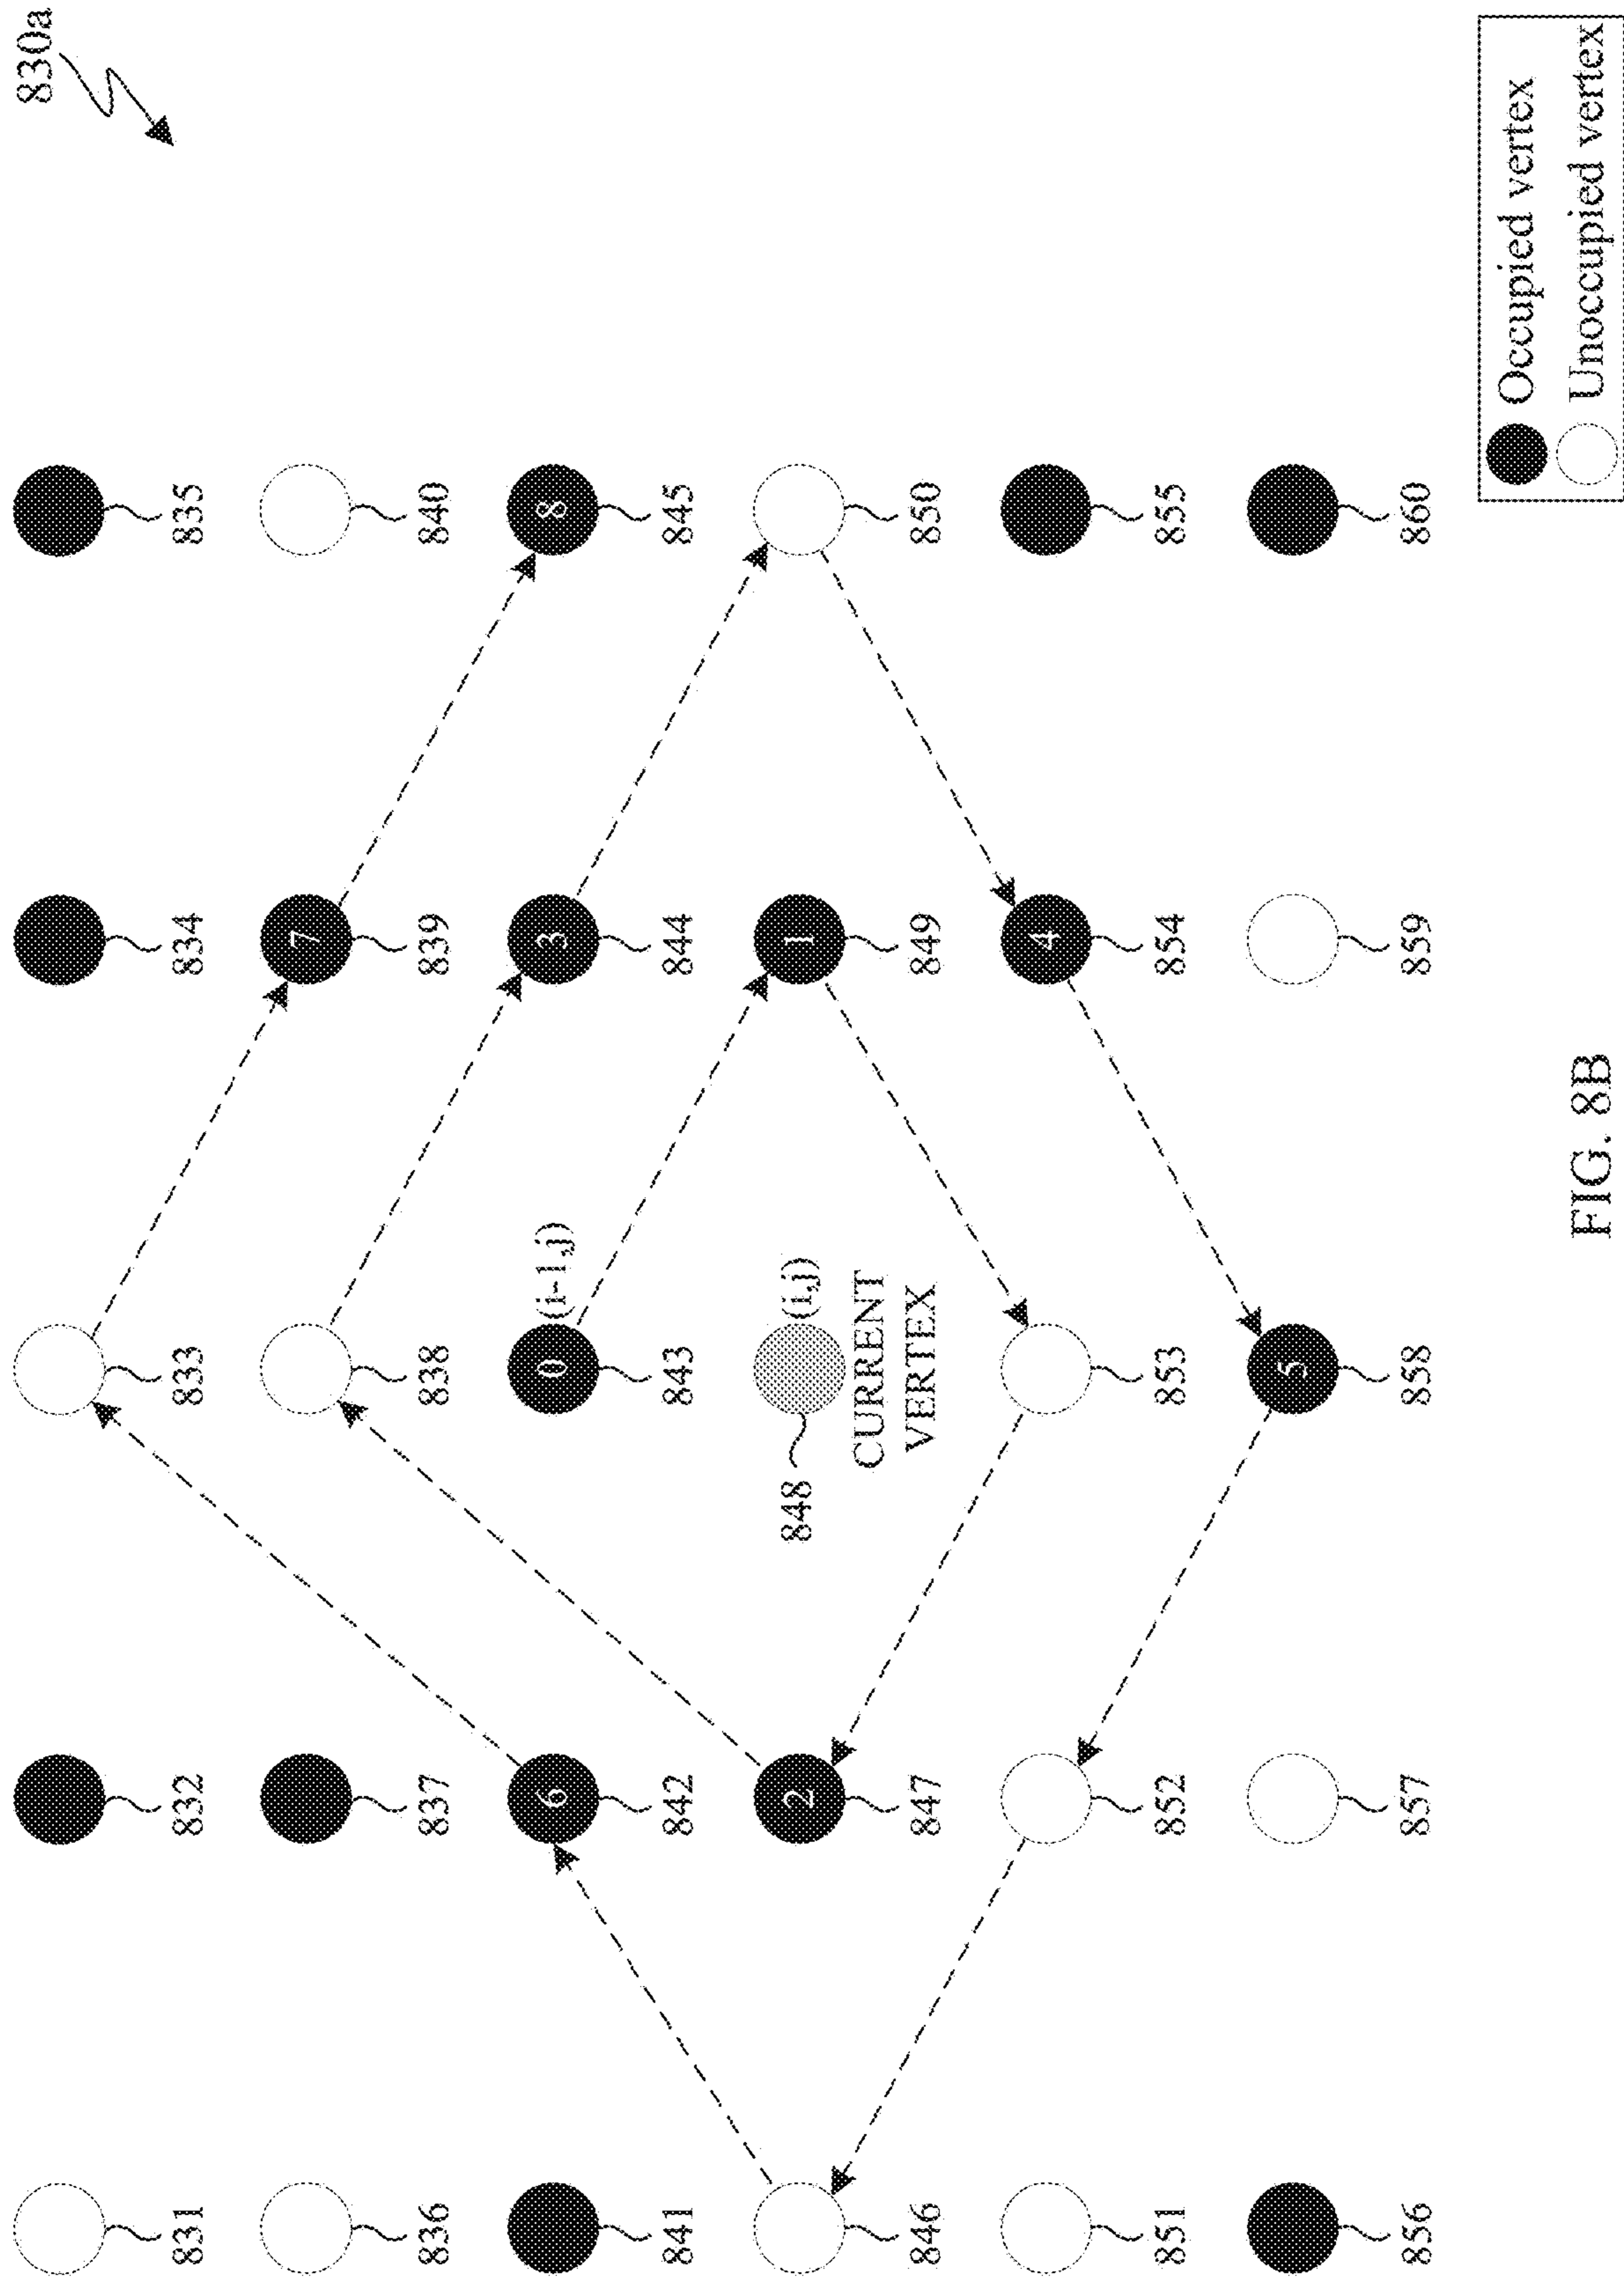 830a
831 832 833 834 835
7
836 837 838 839 840
6 0 (i-1,j) 3 8
841 842 843 844 845
2 848 (i,j) 1
CURRENT
VERTEX
846 847 849 850
4
851 852 853 854 855
5
856 857 858 859 860
Occupied vertex
Unoccupied vertex
FIG. 8B